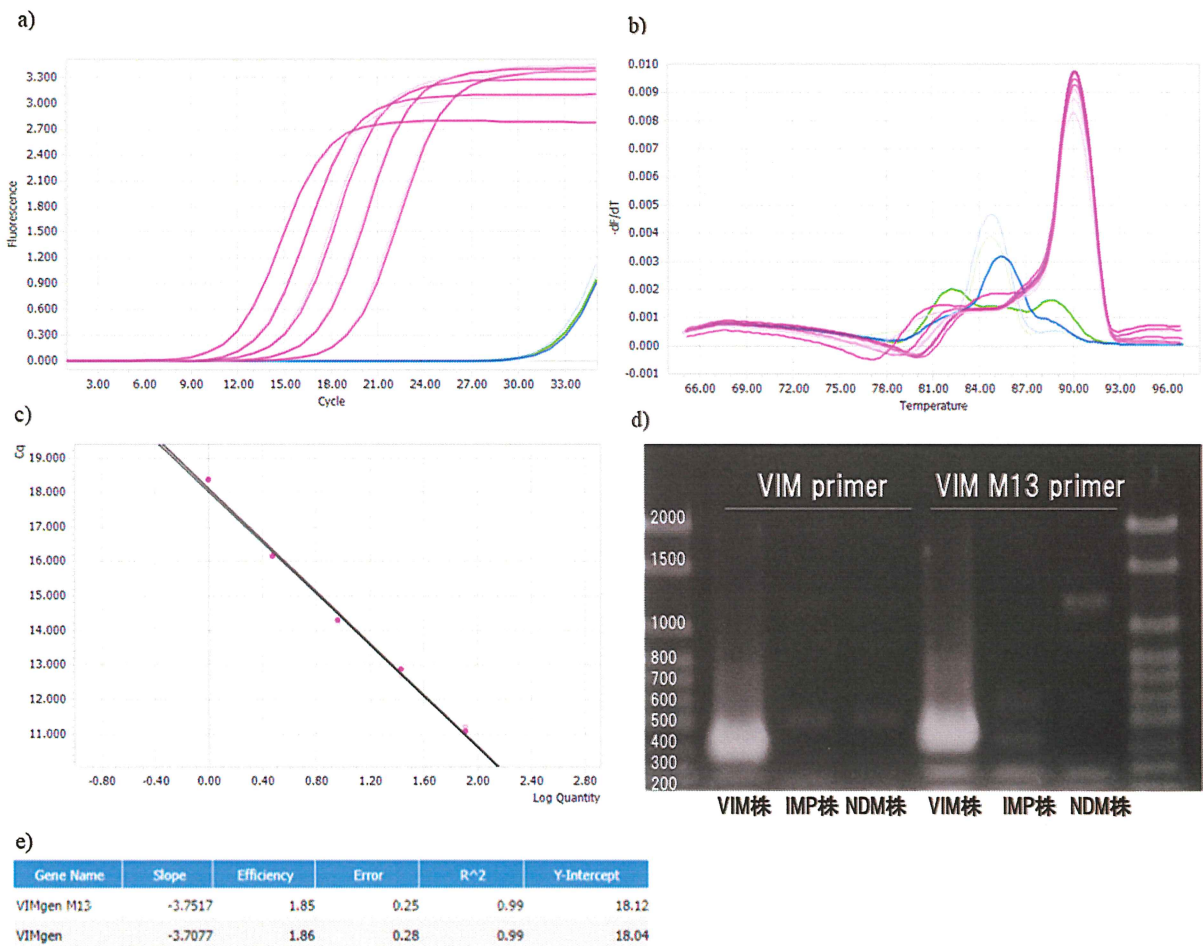 a)
3.300
3.000
2.700
2.400
2.100
1.800
1.500
1.200
0.900
0.600
0.300
0.000
Fluorescence
3.00 6.00 9.00 12.00 15.00 18.00 21.00 24.00 27.00 30.00 33.00
Cycle
b)
0.010
0.009
0.008
0.007
0.006
0.005
0.004
0.003
0.002
0.001
0.000
-0.001
-dF/dT
66.00 69.00 72.00 75.00 78.00 81.00 84.00 87.00 90.00 93.00 96.00
Temperature
c)
Cq
19.000
18.000
17.000
16.000
15.000
14.000
13.000
12.000
11.000
-0.80 -0.40 0.00 0.40 0.80 1.20 1.60 2.00 2.40 2.80
Log Quantity
d)
VIM primer VIM M13 primer
2000
1500
1000
800
700
600
500
400
300
200
VIM株 IMP株 NDM株 VIM株 IMP株 NDM株
e)
Gene Name Slope Efficiency Error R^2 Y-Intercept
VIMgen M13 -3.7517 1.85 0.25 0.99 18.12
VIMgen -3.7077 1.86 0.28 0.99 18.04